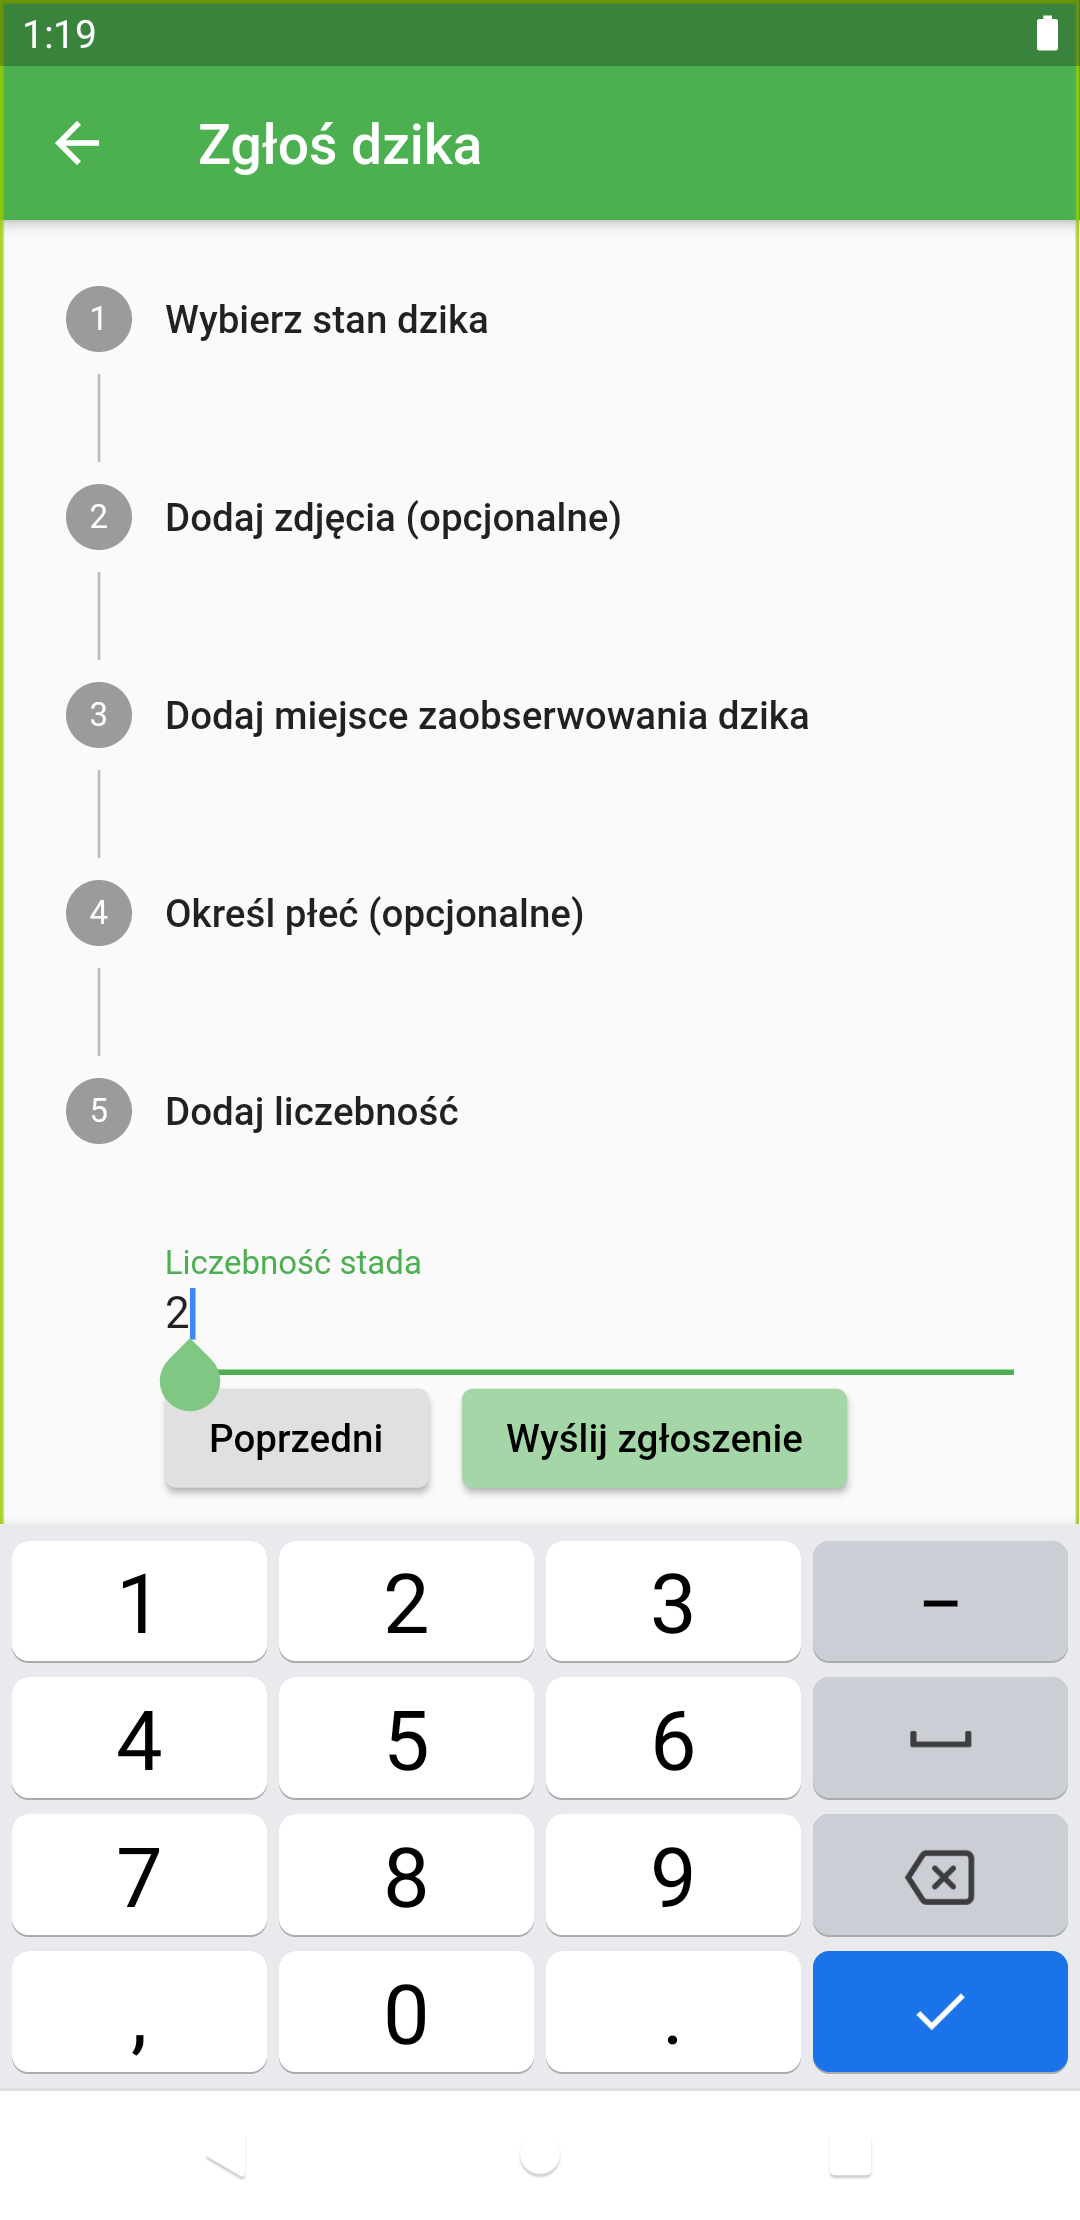 1:19
Zgłoś dzika
1 Wybierz stan dzika
2 Dodaj zdjęcia (opcjonalne)
3 Dodaj miejsce zaobserwowania dzika
4 Określ płeć (opcjonalne)
5 Dodaj liczebność
Liczebność stada
2
Poprzedni Wyślij zgłoszenie
1 2 3 –
4 5 6
7 8 9
, 0 .